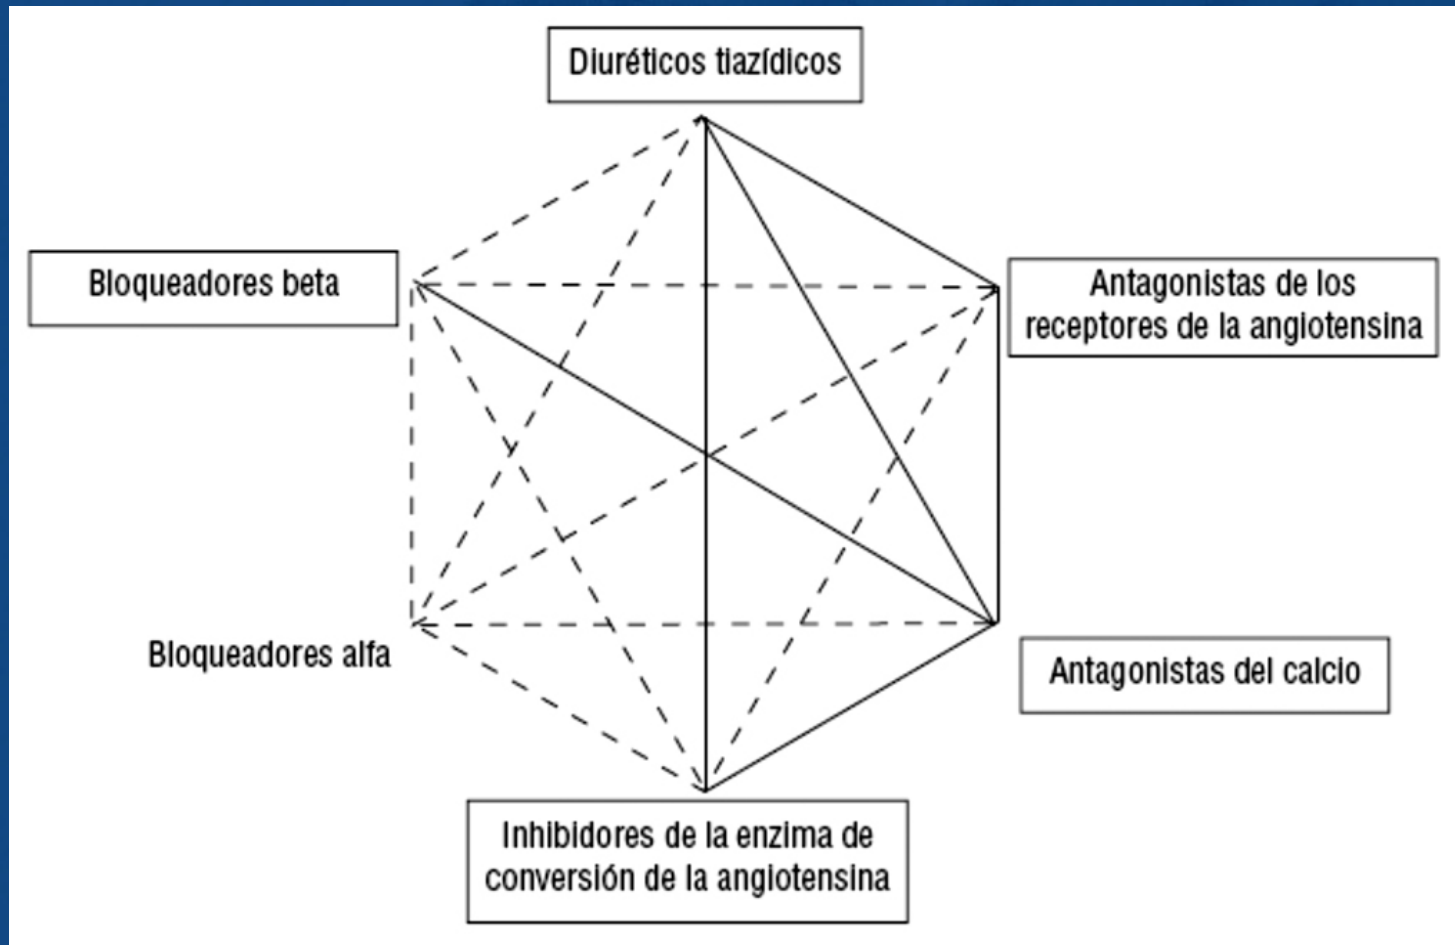 Diuréticos tiazídicos
Bloqueadores beta
Antagonistas de los
receptores de la angiotensina
Bloqueadores alfa
Antagonistas del calcio
Inhibidores de la enzima de
conversión de la angiotensina